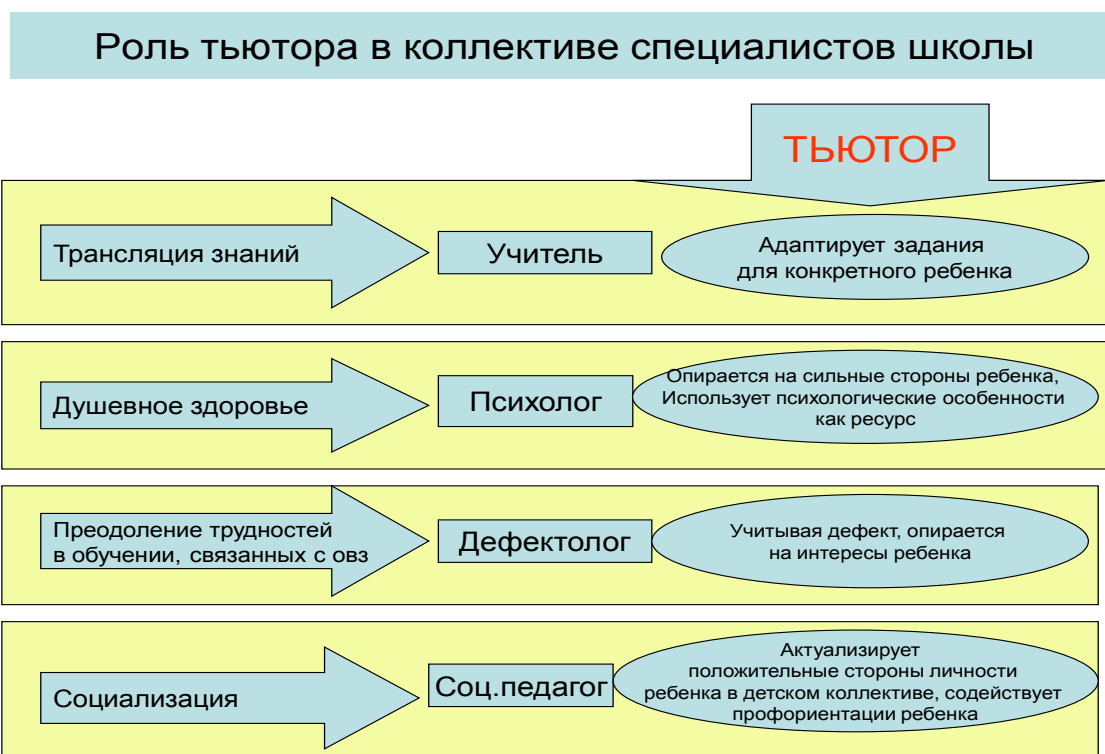 Роль тьютора в коллективе специалистов школы
ТЬЮТОР
Трансляция знаний
Учитель
Адаптирует задания
для конкретного ребенка
Душевное здоровье
Психолог
Опирается на сильные стороны ребенка,
Использует психологические особенности
как ресурс
Преодоление трудностей
в обучении, связанных с овз
Дефектолог
Учитывая дефект, опирается
на интересы ребенка
Социализация
Соц.педагог
Актуализирует
положительные стороны личности
ребенка в детском коллективе, содействует
профориентации ребенка